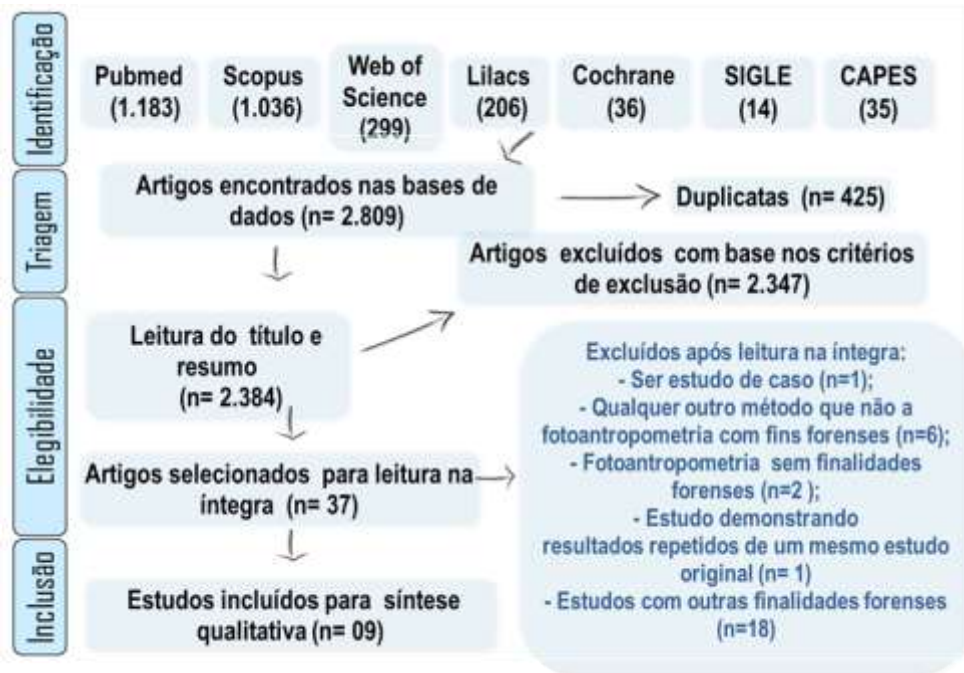 Identificação
Pubmed
(1.183)
Scopus
(1.036)
Web of
Science
(299)
Lilacs
(206)
Cochrane
(36)
SIGLE
(14)
CAPES
(35)
Triagem
Artigos encontrados nas bases de
dados (n= 2.809)
Duplicatas (n= 425)
Artigos excluídos com base nos critérios
de exclusão (n= 2.347)
Elegibilidade
Leitura do título e
resumo
(n= 2.384)
Artigos selecionados para leitura na
íntegra (n= 37)
Excluídos após leitura na íntegra:
- Ser estudo de caso (n=1);
- Qualquer outro método que não a
fotoantropometria com fins forenses (n=6);
- Fotoantropometria sem finalidades
forenses (n=2 );
- Estudo demonstrando
resultados repetidos de um mesmo estudo
original (n= 1)
- Estudos com outras finalidades forenses
(n=18)
Inclusão
Estudos incluídos para síntese
qualitativa (n= 09)